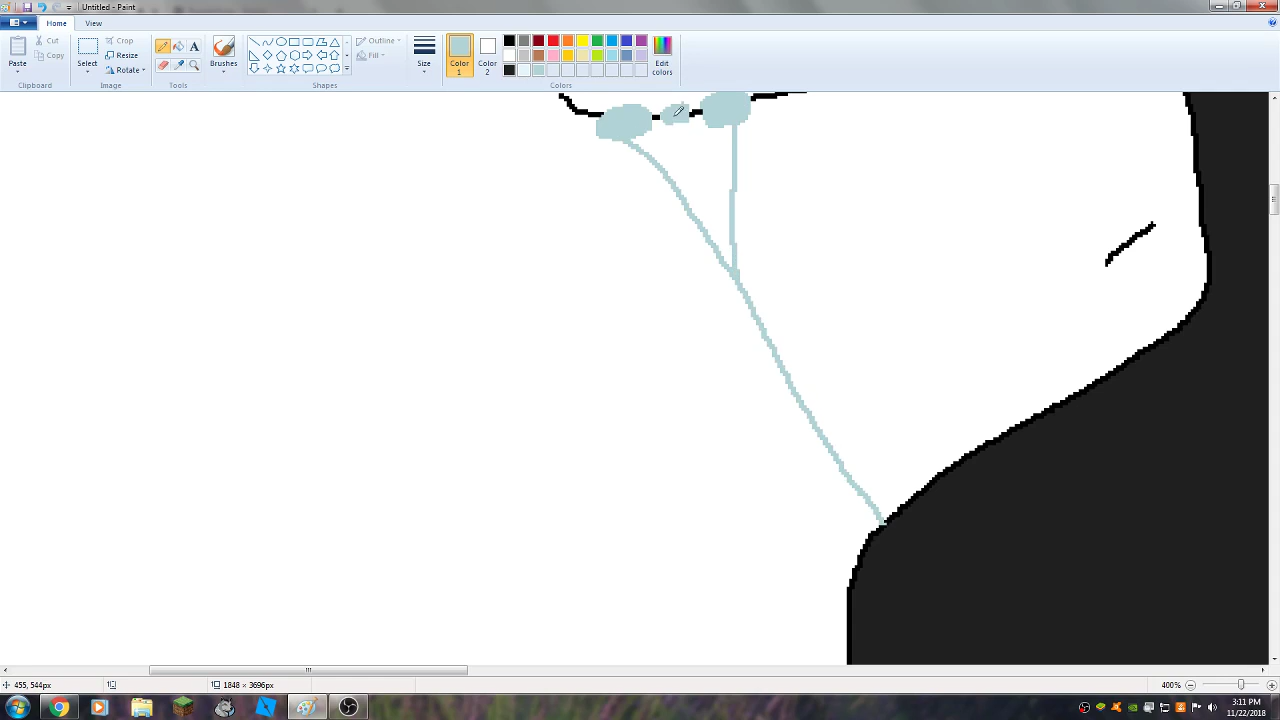 Untitled - Paint
Home
View
Paste
Cut
Copy
Clipboard
Select
Crop
Resize
Rotate
Image
A
Tools
Brushes
Outline
Fill
Shapes
Size
Color
1
Color
2
Edit
colors
Colors
455, 544px
1848 × 3696px
400%
3:11 PM
11/23/2018